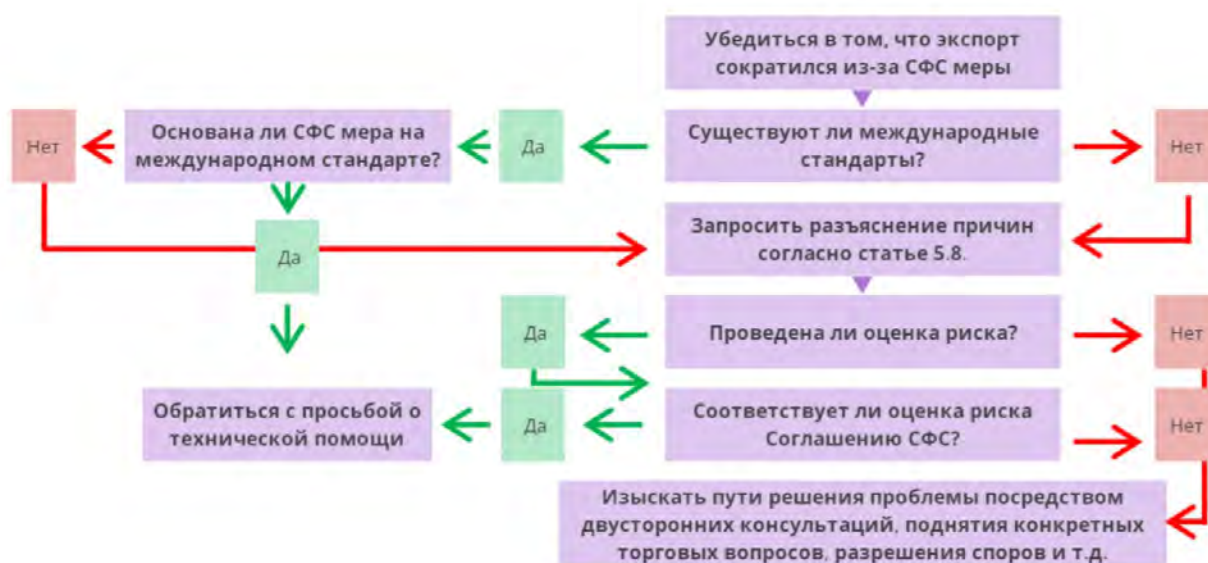 Убедиться в том, что экспорт
сократился из-за СФС меры
Нет
Основана ли СФС мера на
международном стандарте?
Да
Существуют ли международные
стандарты?
Нет
Запросить разъяснение причин
согласно статье 5.8.
Да
Да
Проведена ли оценка риска?
Нет
Обратиться с просьбой о
технической помощи
Да
Соответствует ли оценка риска
Соглашению СФС?
Нет
Изыскать пути решения проблемы посредством
двусторонних консультаций, поднятия конкретных
торговых вопросов, разрешения споров и т.д.